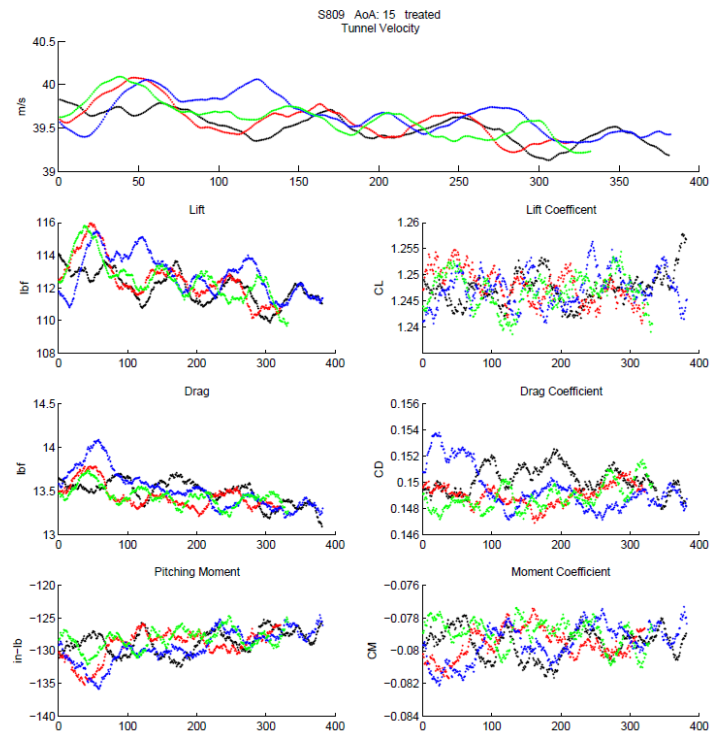 S809 AoA: 15 treated
Tunnel Velocity
40.5
40
39.5
39
m/s
0 50 100 150 200 250 300 350 400
Lift
116
114
112
110
108
lbf
0 100 200 300 400
Lift Coefficent
1.26
1.255
1.25
1.245
1.24
CL
0 100 200 300 400
Drag
14.5
14
13.5
13
lbf
0 100 200 300 400
Drag Coefficient
0.156
0.154
0.152
0.15
0.148
0.146
CD
0 100 200 300 400
Pitching Moment
−120
−125
−130
−135
−140
in−lb
0 100 200 300 400
Moment Coefficient
−0.076
−0.078
−0.08
−0.082
−0.084
CM
0 100 200 300 400